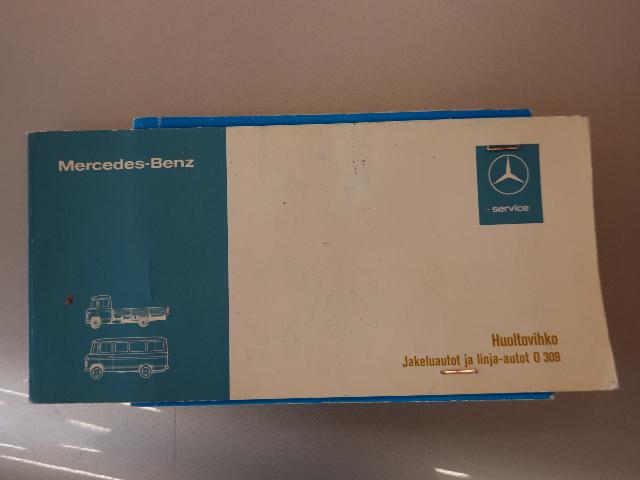 Mercedes-Benz
- service
Huoltovihko
Jakeluautot ja linja-autot O 309